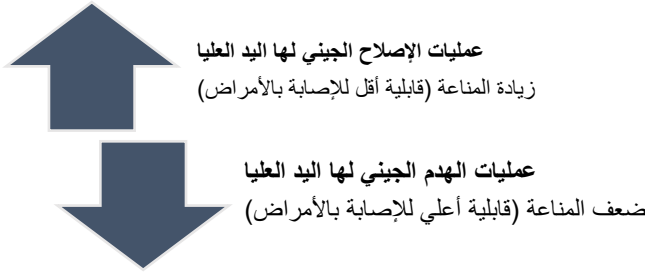 عمليات الإصلاح الجيني لها اليد العليا
زيادة المناعة (قابلية أقل للإصابة بالأمراض)
عمليات الهدم الجيني لها اليد العليا
ضعف المناعة (قابلية أعلي للإصابة بالأمراض)